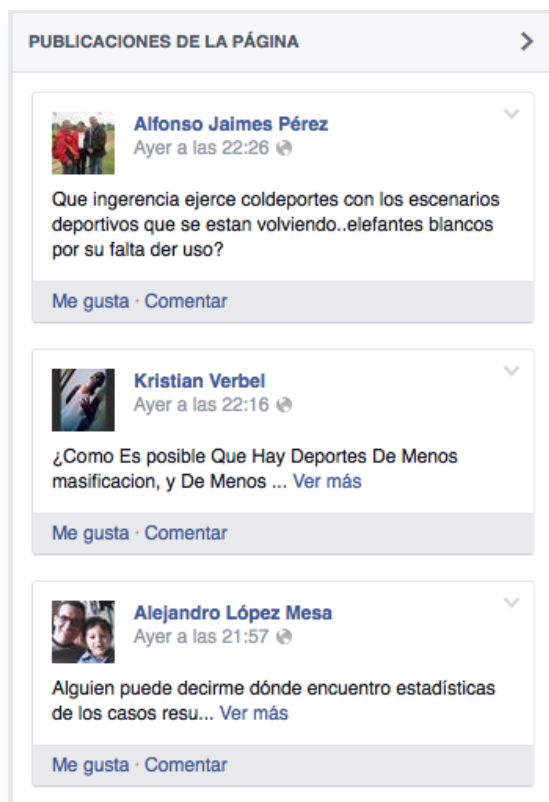 PUBLICACIONES DE LA PÁGINA
Alfonso Jaimes Pérez
Ayer a las 22:26
Que ingerencia ejerce coldeportes con los escenarios
deportivos que se estan volviendo..elefantes blancos
por su falta der uso?
Me gusta · Comentar
Kristian Verbel
Ayer a las 22:16
¿Como Es posible Que Hay Deportes De Menos
masificacion, y De Menos ... Ver más
Me gusta · Comentar
Alejandro López Mesa
Ayer a las 21:57
Alguien puede decirme dónde encuentro estadísticas
de los casos resu... Ver más
Me gusta · Comentar